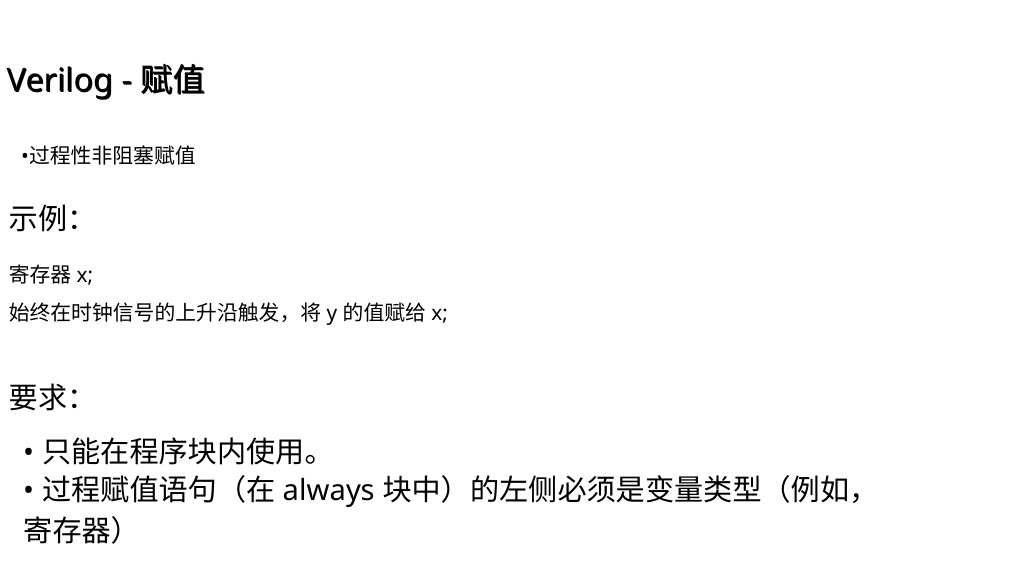 Verilog - 赋值
•过程性非阻塞赋值
示例：
寄存器 x;
始终在时钟信号的上升沿触发，将 y 的值赋给 x;
要求：
• 只能在程序块内使用。
• 过程赋值语句（在 always 块中）的左侧必须是变量类型（例如，
寄存器）